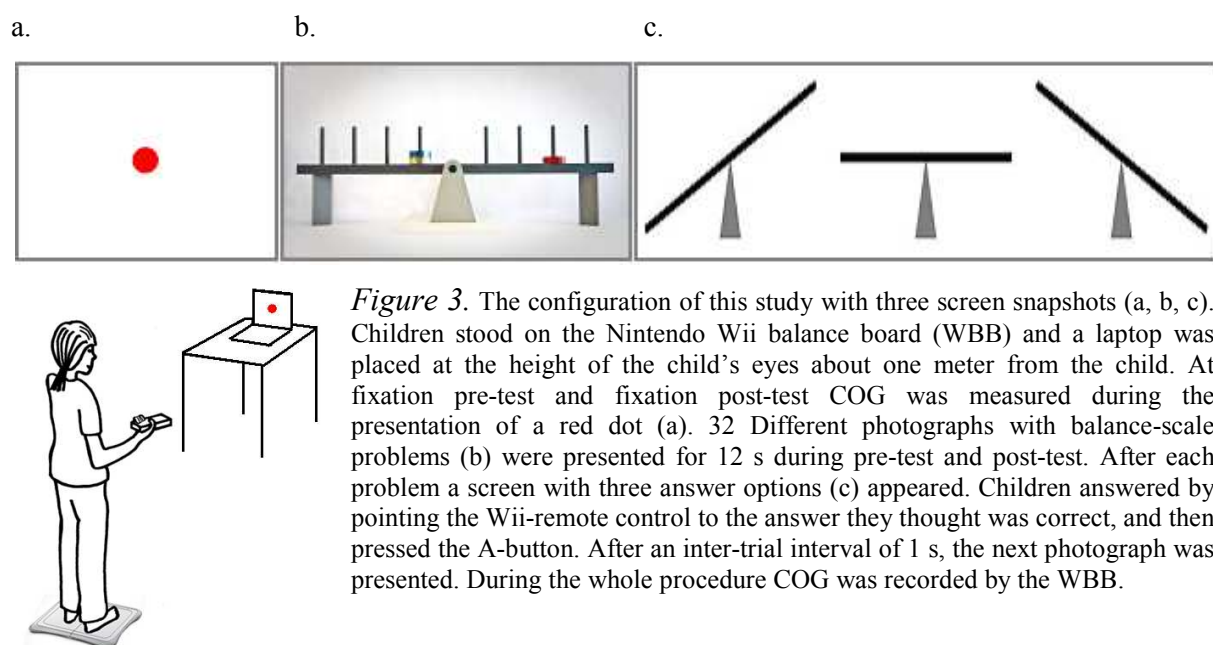 a.
b.
c.
Figure 3. The configuration of this study with three screen snapshots (a, b, c).
Children stood on the Nintendo Wii balance board (WBB) and a laptop was
placed at the height of the child's eyes about one meter from the child. At
fixation pre-test and fixation post-test COG was measured during the
presentation of a red dot (a). 32 Different photographs with balance-scale
problems (b) were presented for 12 s during pre-test and post-test. After each
problem a screen with three answer options (c) appeared. Children answered by
pointing the Wii-remote control to the answer they thought was correct, and then
pressed the A-button. After an inter-trial interval of 1 s, the next photograph was
presented. During the whole procedure COG was recorded by the WBB.